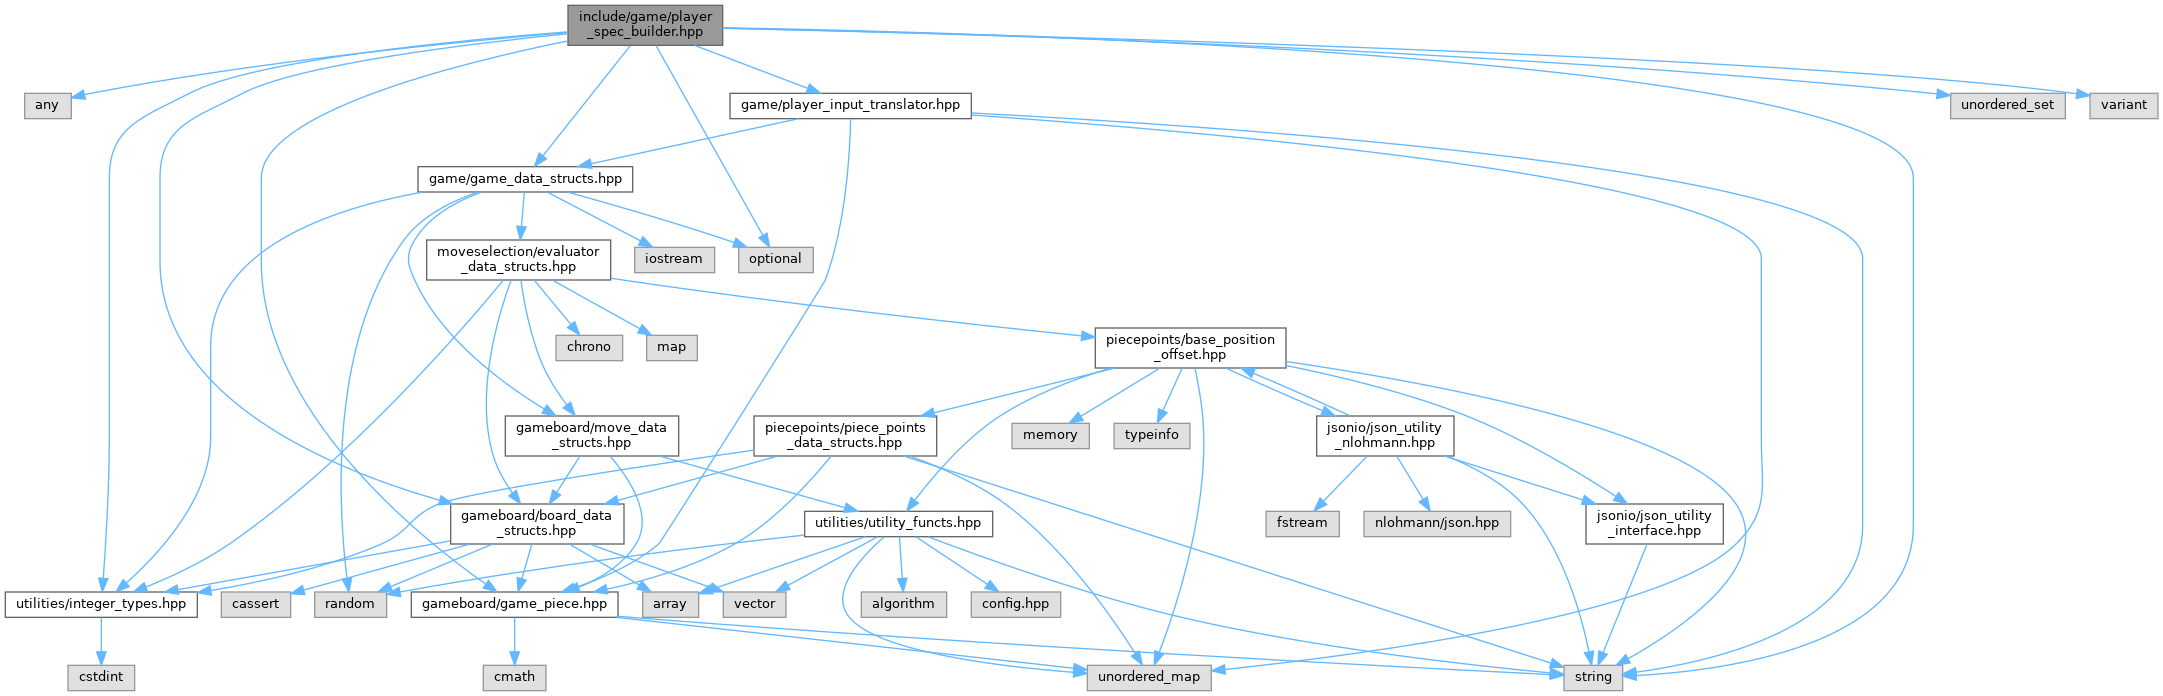 include/game/player
_spec_builder.hpp
any
game/player_input_translator.hpp
unordered_set
variant
game/game_data_structs.hpp
moveselection/evaluator
_data_structs.hpp
iostream
optional
chrono
map
piecepoints/base_position
_offset.hpp
gameboard/move_data
_structs.hpp
piecepoints/piece_points
_data_structs.hpp
memory
typeinfo
jsonio/json_utility
_nlohmann.hpp
gameboard/board_data
_structs.hpp
utilities/utility_functs.hpp
fstream
nlohmann/json.hpp
jsonio/json_utility
_interface.hpp
utilities/integer_types.hpp
cassert
random
gameboard/game_piece.hpp
array
vector
algorithm
config.hpp
cstdint
cmath
unordered_map
string